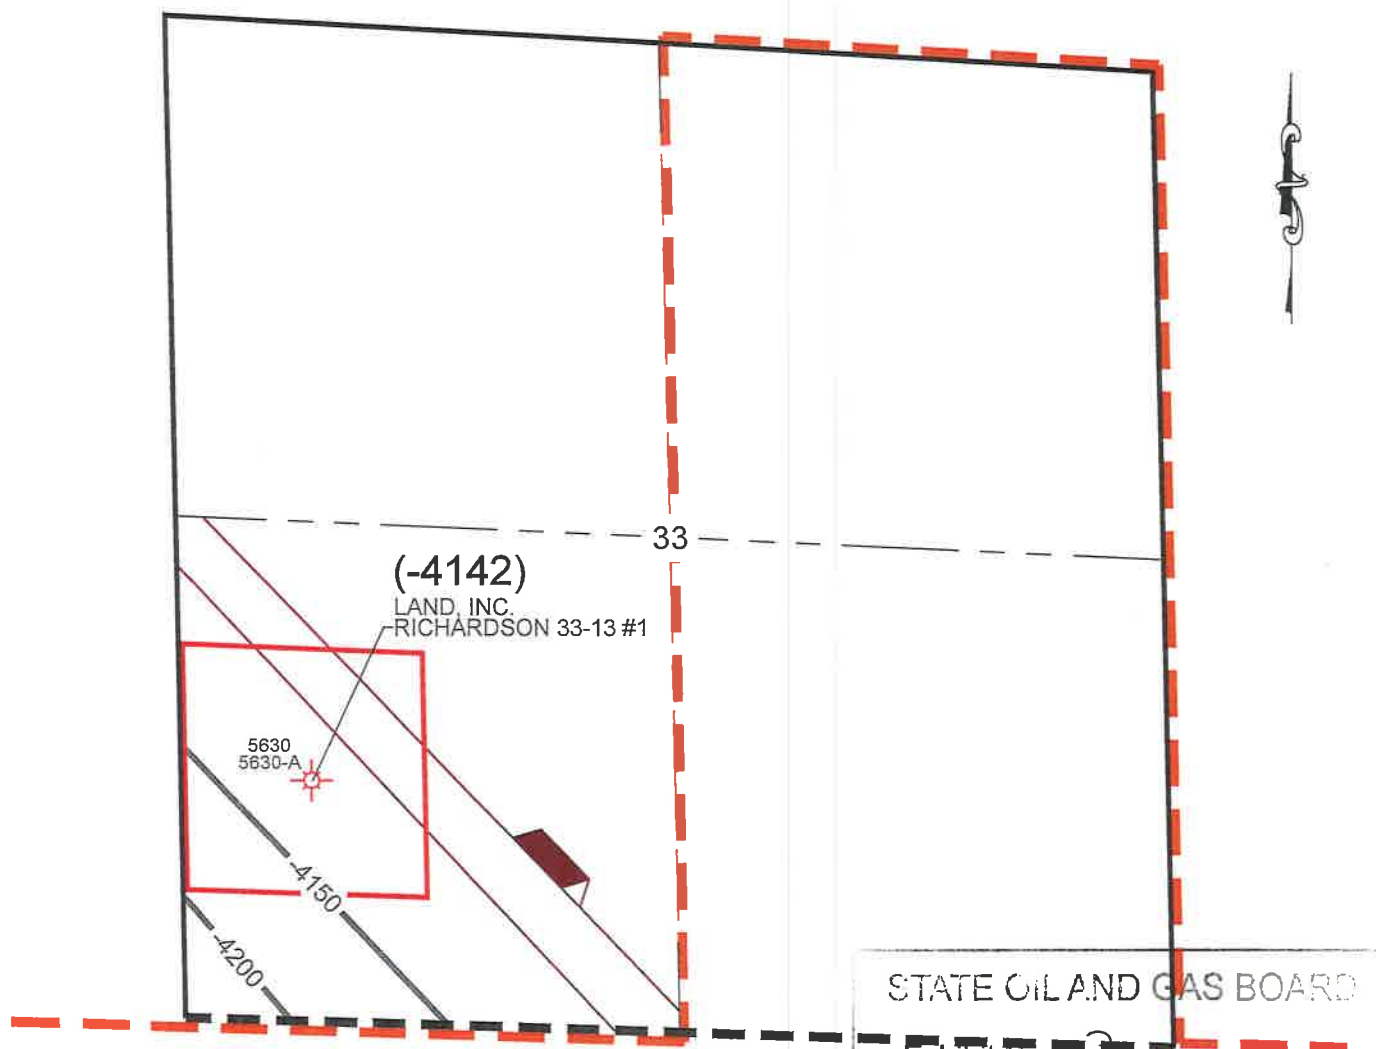 33
(-4142)
LAND, INC.
RICHARDSON 33-13 #1
5630
5630-A
-4150
-4200
STATE OIL AND GAS BOARD